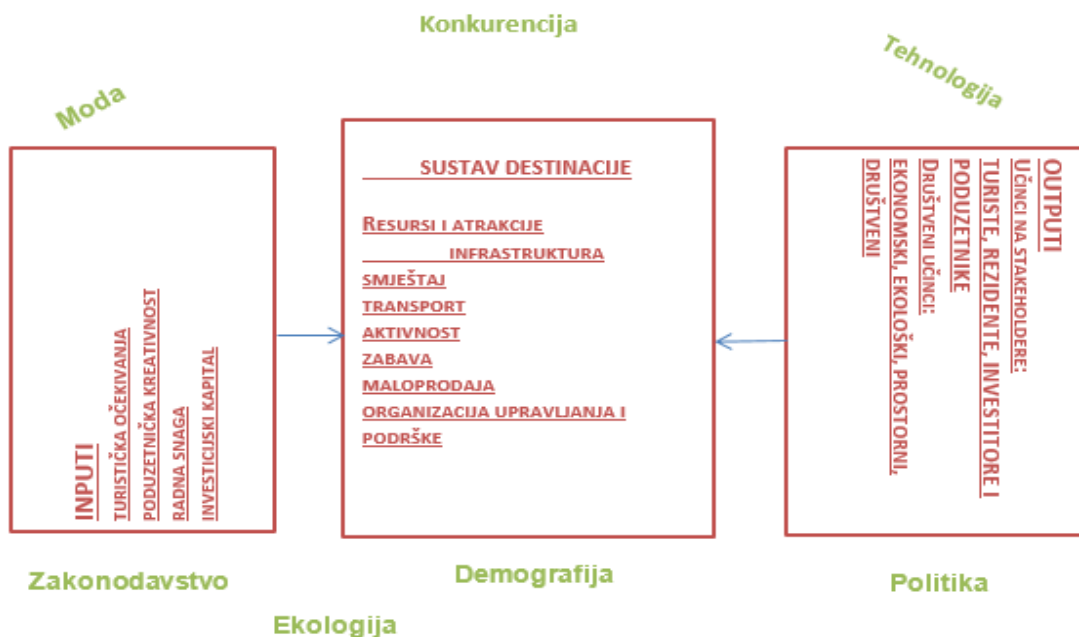 Konkurencija
Tehnologija
Moda
INPUTI
TURISTIČKA OČEKIVANJA
PODUZETNIČKA KREATIVNOST
RADNA SNAGA
INVESTICIJSKI KAPITAL
SUSTAV DESTINACIJE
RESURSI I ATRAKCIJE
INFRASTRUKTURA
SMJEŠTAJ
TRANSPORT
AKTIVNOST
ZABAVA
MALOPRODAJA
ORGANIZACIJA UPRAVLJANJA I
PODRŠKE
OUTPUTI
UČINCI NA STAKEHOLDERE:
TURISTE, REZIDENTE, INVESTITORE I
PODUZETNIKE
DRUŠTVENI UČINCI:
EKONOMSKI, EKOLOŠKI, PROSTORNI,
DRUŠTVENI
Zakonodavstvo
Demografija
Politika
Ekologija